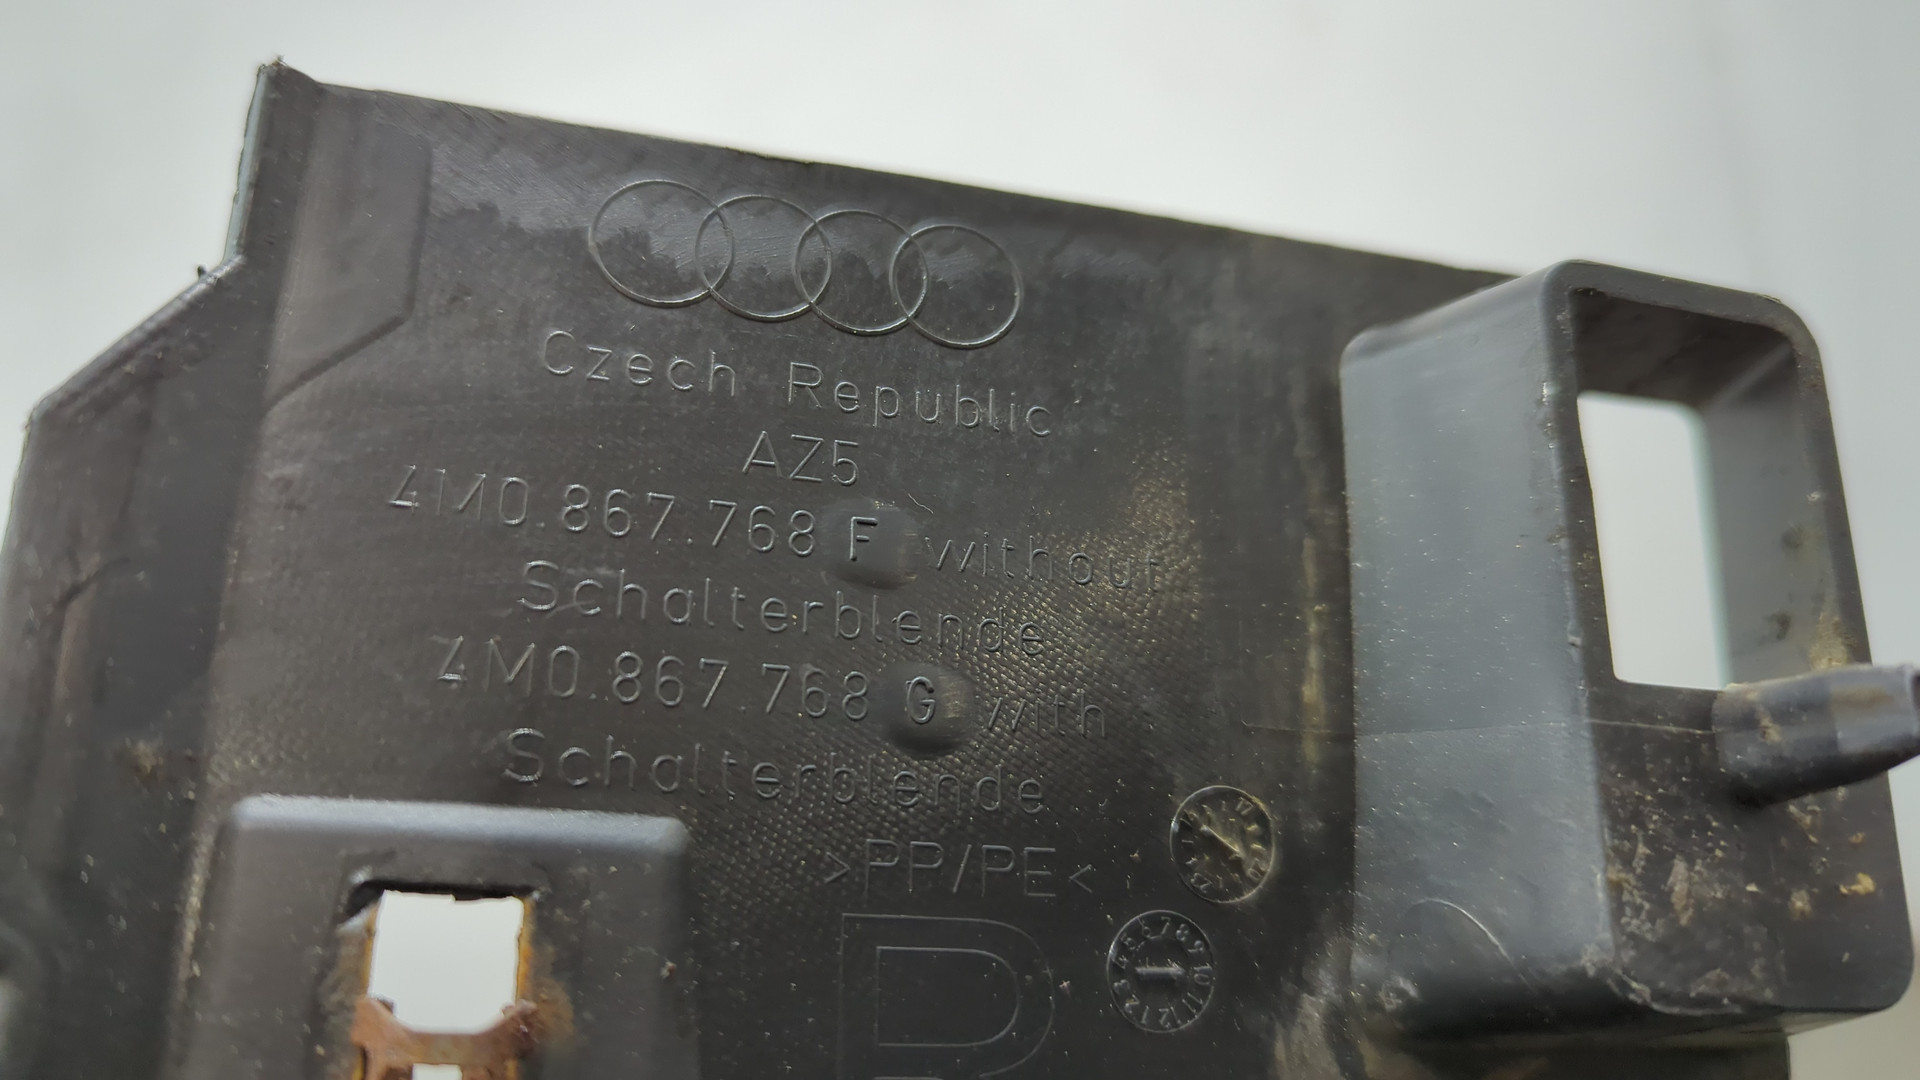 Czech Republic
AZ5
4M0.867.768 F without
Schalterblende
4M0.867.768 G with
Schalterblende
>PP/PE<